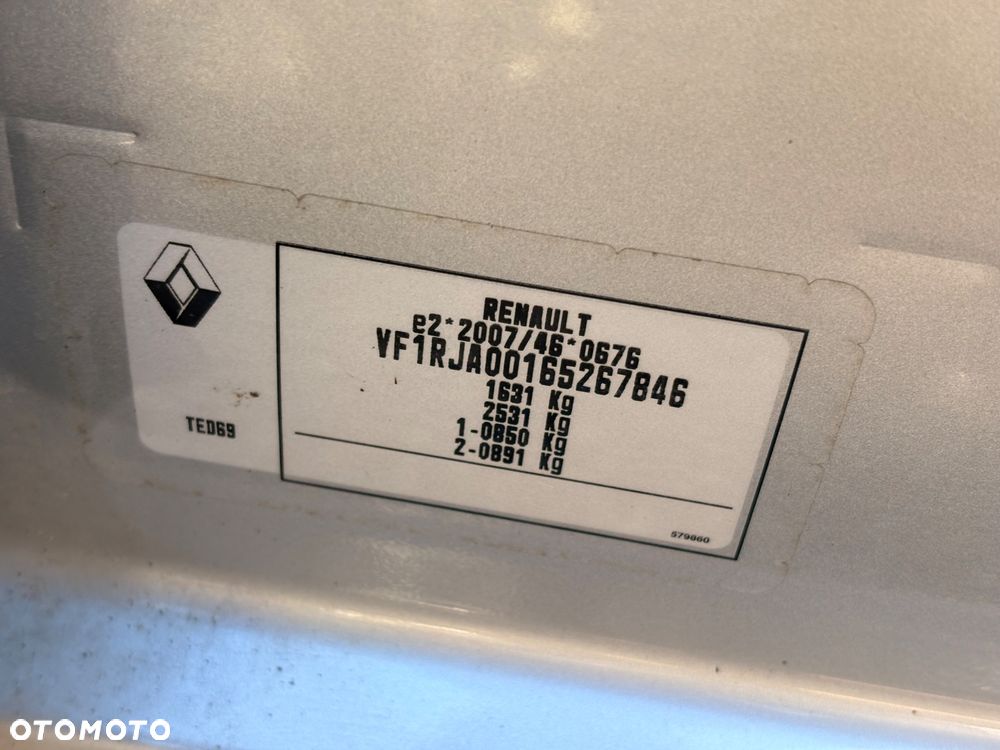 RENAULT
e2*2007/46*0676
VF1RJA00165267846
1631 Kg
2531 Kg
1-0850 Kg
2-0891 Kg
TED69
579860
OTOMOTO